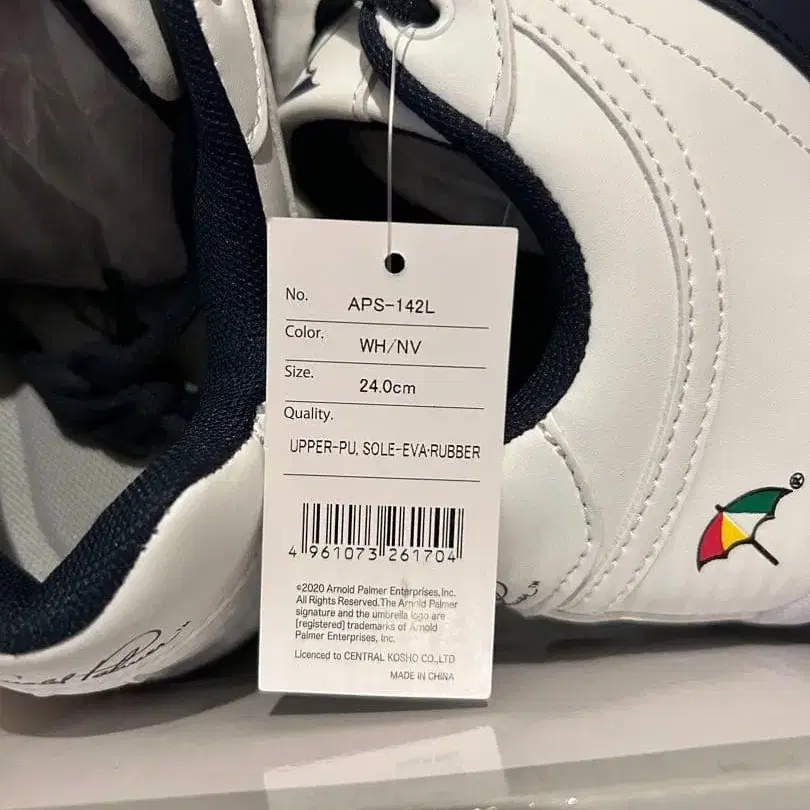 No. APS-142L
Color. WH/NV
Size. 24.0cm
Quality.
UPPER-PU, SOLE-EVA·RUBBER
4 961073 261704
©2020 Arnold Palmer Enterprises,Inc.
All Rights Reserved.The Arnold Palmer
signature and the umbrella logo are
[registered] trademarks of Arnold
Palmer Enterprises, Inc.
Licenced to CENTRAL KOSHO CO.,LTD
MADE IN CHINA
®